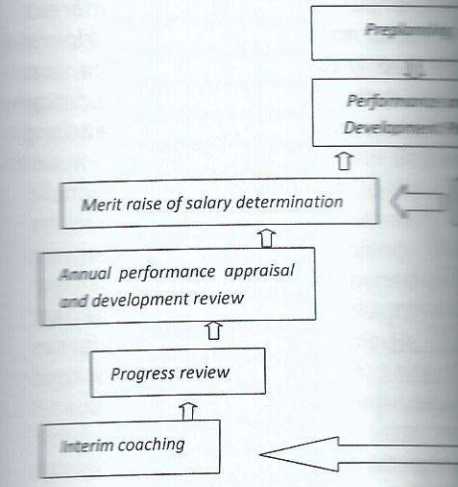 Preplanning
Performance
Development
Merit raise of salary determination
Annual performance appraisal
and development review
Progress review
Interim coaching